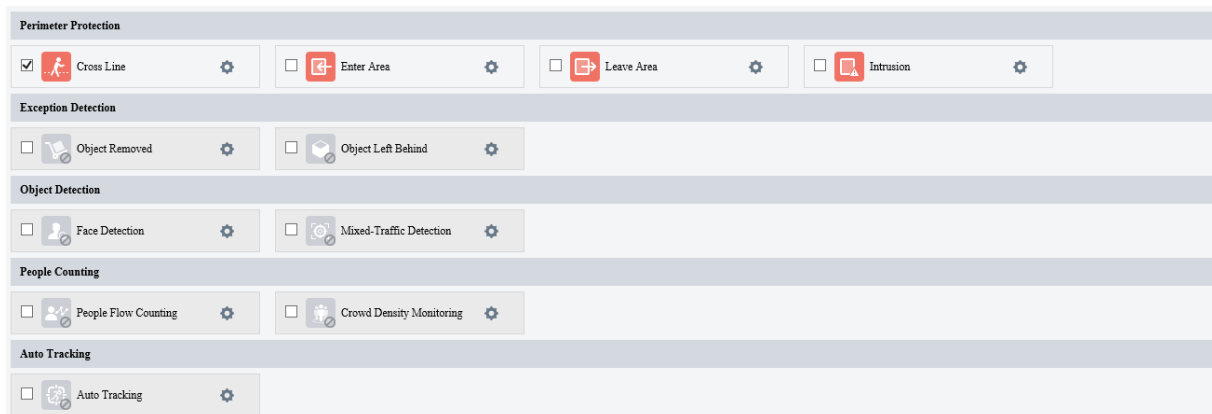 Perimeter Protection
Cross Line Enter Area Leave Area Intrusion
Exception Detection
Object Removed Object Left Behind
Object Detection
Face Detection Mixed-Traffic Detection
People Counting
People Flow Counting Crowd Density Monitoring
Auto Tracking
Auto Tracking